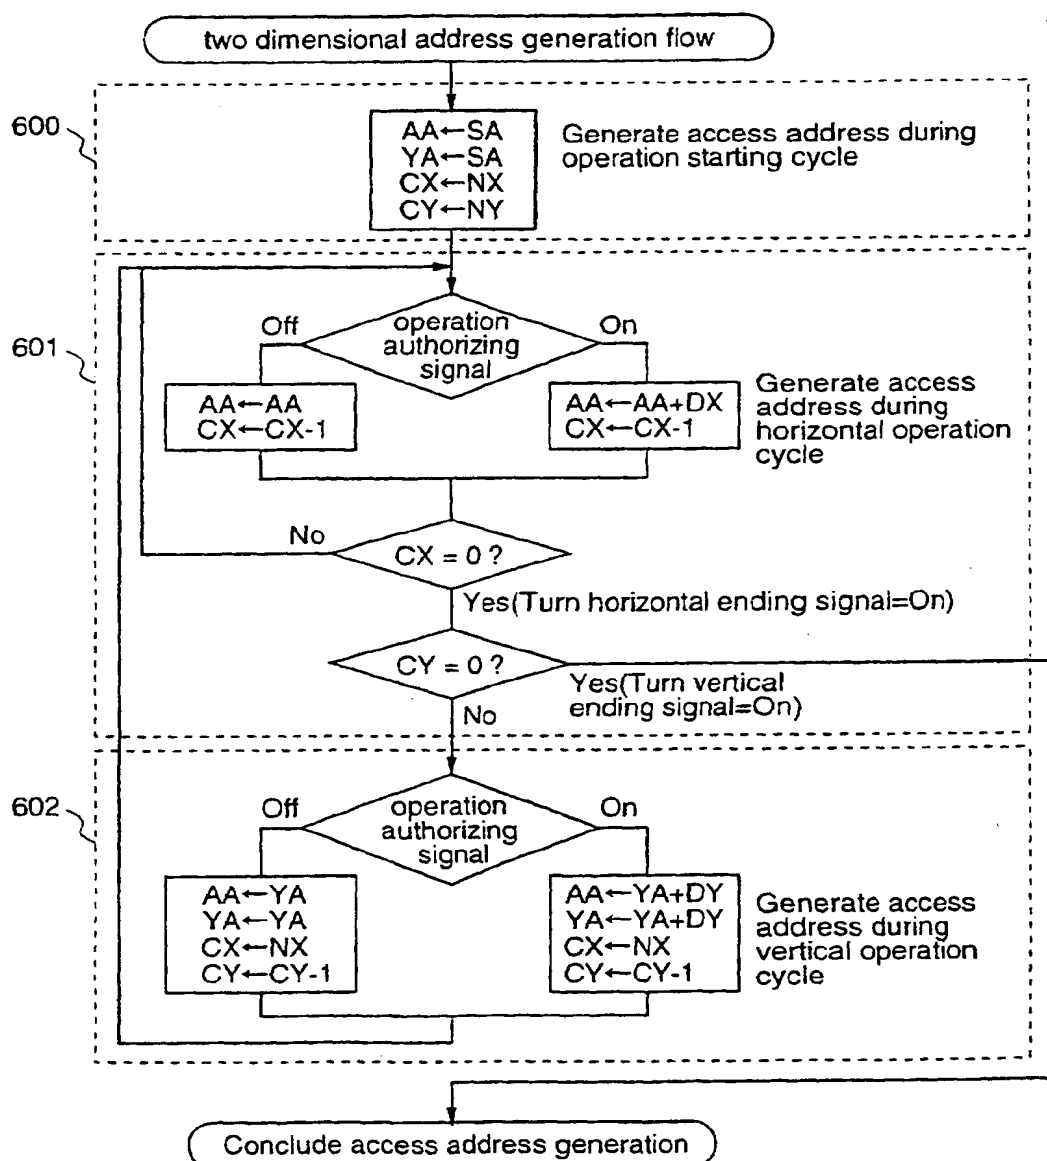 two dimensional address generation flow
600
AA←SA
YA←SA
CX←NX
CY←NY
Generate access address during
operation starting cycle
601
Off
operation
authorizing
signal
On
AA←AA
CX←CX-1
AA←AA+DX
CX←CX-1
Generate access
address during
horizontal operation
cycle
No
CX = 0 ?
Yes(Turn horizontal ending signal=On)
CY = 0 ?
Yes(Turn vertical
ending signal=On)
No
602
Off
operation
authorizing
signal
On
AA←YA
YA←YA
CX←NX
CY←CY-1
AA←YA+DY
YA←YA+DY
CX←NX
CY←CY-1
Generate access
address during
vertical operation
cycle
Conclude access address generation